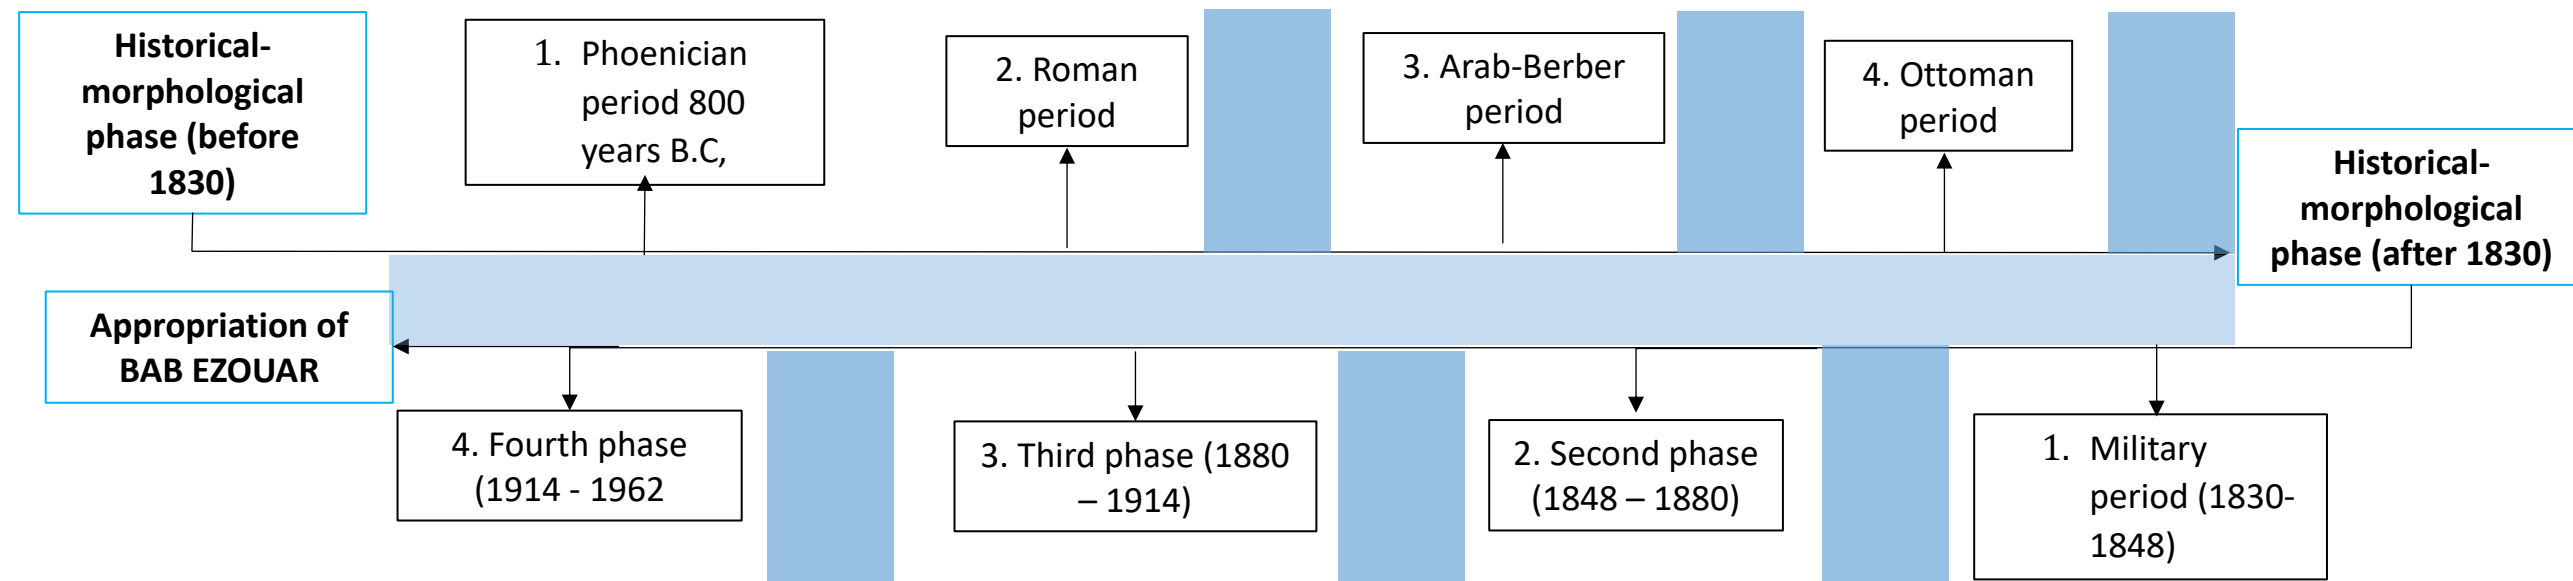 Historical-
morphological
phase (before
1830)
1. Phoenician
period 800
years B.C,
2. Roman
period
3. Arab-Berber
period
4. Ottoman
period
Historical-
morphological
phase (after 1830)
Appropriation of
BAB EZOUAR
4. Fourth phase
(1914 - 1962
3. Third phase (1880
– 1914)
2. Second phase
(1848 – 1880)
1. Military
period (1830-
1848)